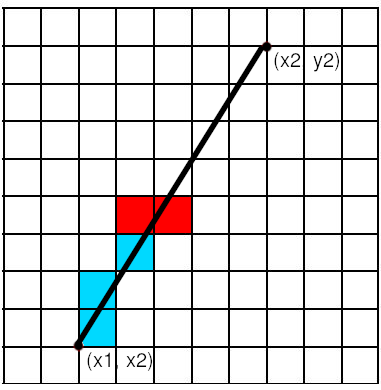 (x2 y2)
(x1, x2)